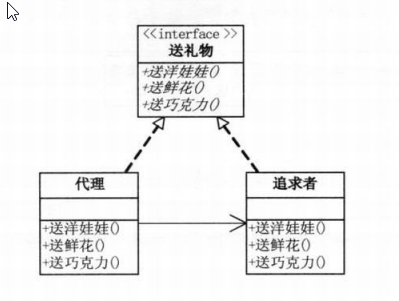 <<interface >>
送礼物
+送洋娃娃()
+送鲜花()
+送巧克力()
代理
+送洋娃娃()
+送鲜花()
+送巧克力()
追求者
+送洋娃娃()
+送鲜花()
+送巧克力()